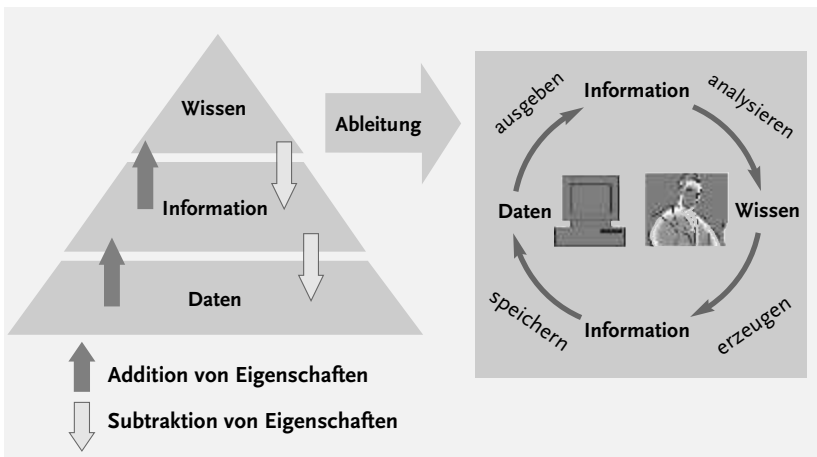 Wissen
Information
Daten
Addition von Eigenschaften
Subtraktion von Eigenschaften
Ableitung
ausgeben
Information
analysieren
Daten
Wissen
speichern
Information
erzeugen